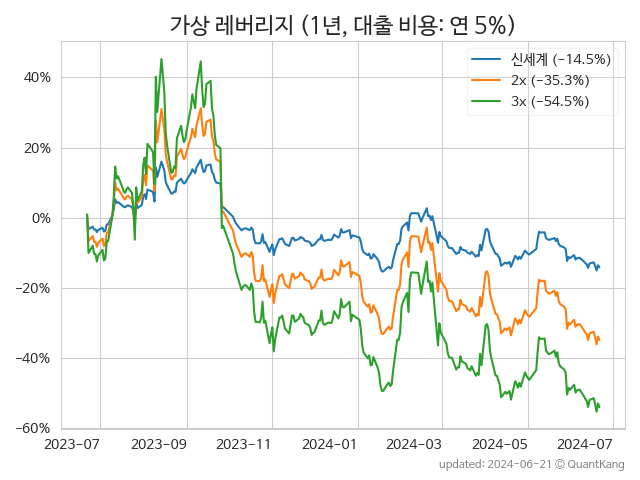 가상 레버리지 (1년, 대출 비용: 연 5%)
신세계 (−14.5%)
2x (−35.3%)
3x (−54.5%)
40%
20%
0%
−20%
−40%
−60%
2023-07 2023-09 2023-11 2024-01 2024-03 2024-05 2024-07
updated: 2024-06-21 © QuantKang